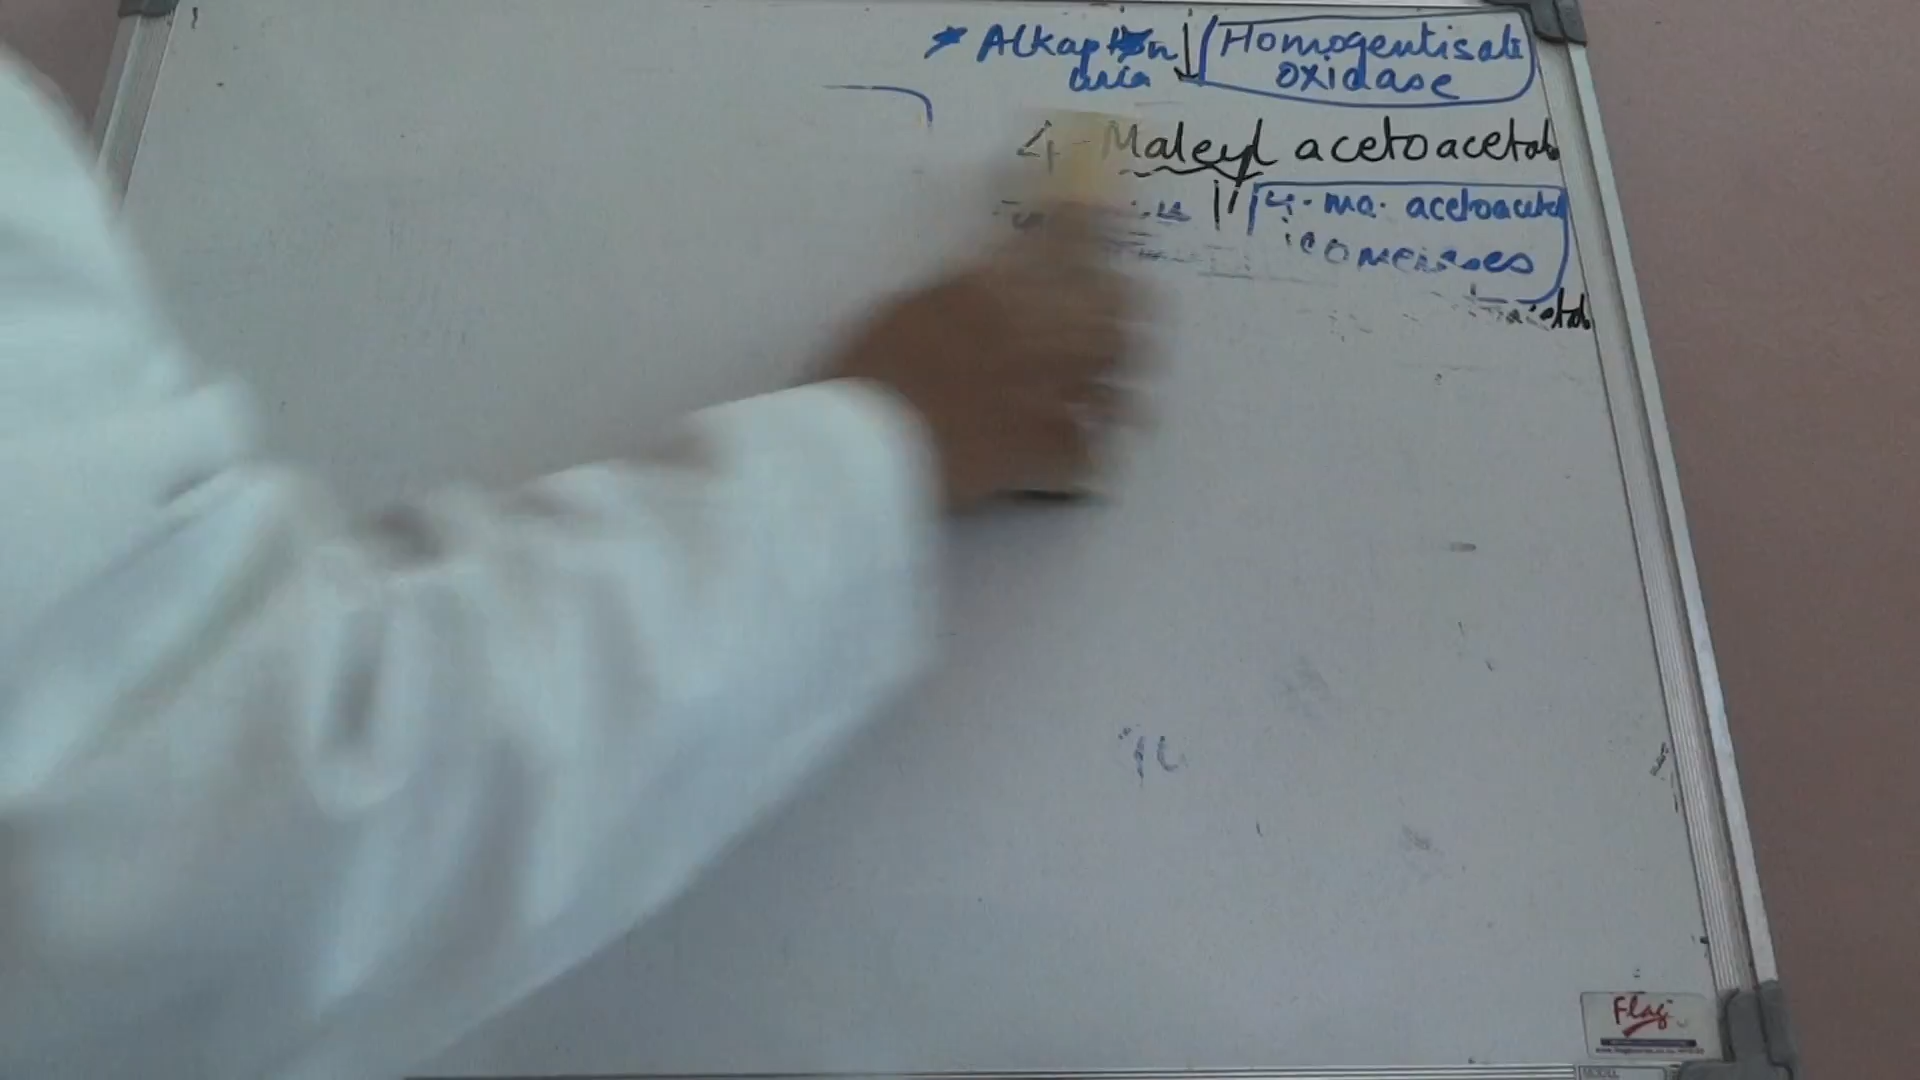 * Alkapton ↓ Homogentisate
uria oxidase
4-Maleyl acetoacetate
4. ma. acetoacetate
isomerases
Flag